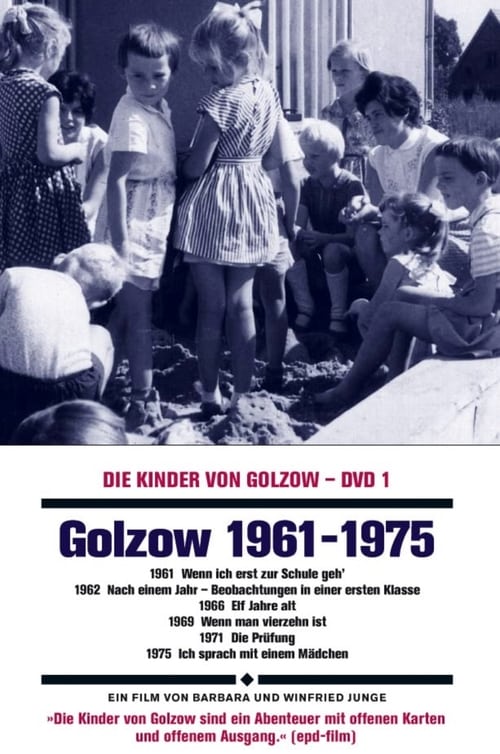 DIE KINDER VON GOLZOW – DVD 1
Golzow 1961-1975
1961 Wenn ich erst zur Schule geh'
1962 Nach einem Jahr – Beobachtungen in einer ersten Klasse
1966 Elf Jahre alt
1969 Wenn man vierzehn ist
1971 Die Prüfung
1975 Ich sprach mit einem Mädchen
EIN FILM VON BARBARA UND WINFRIED JUNGE
»Die Kinder von Golzow sind ein Abenteuer mit offenen Karten
und offenem Ausgang.« (epd-film)